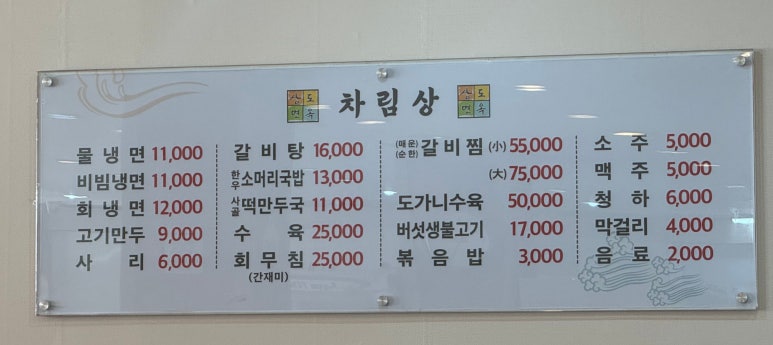 상도면옥 차림상 상도면옥
물냉면 11,000
비빔냉면 11,000
회냉면 12,000
고기만두 9,000
사리 6,000
갈비탕 16,000
한우 소머리국밥 13,000
사골 떡만두국 11,000
수육 25,000
회무침 25,000
(간재미)
(매운) (순한) 갈비찜 (小) 55,000
(大) 75,000
도가니수육 50,000
버섯생불고기 17,000
볶음밥 3,000
소주 5,000
맥주 5,000
청하 6,000
막걸리 4,000
음료 2,000